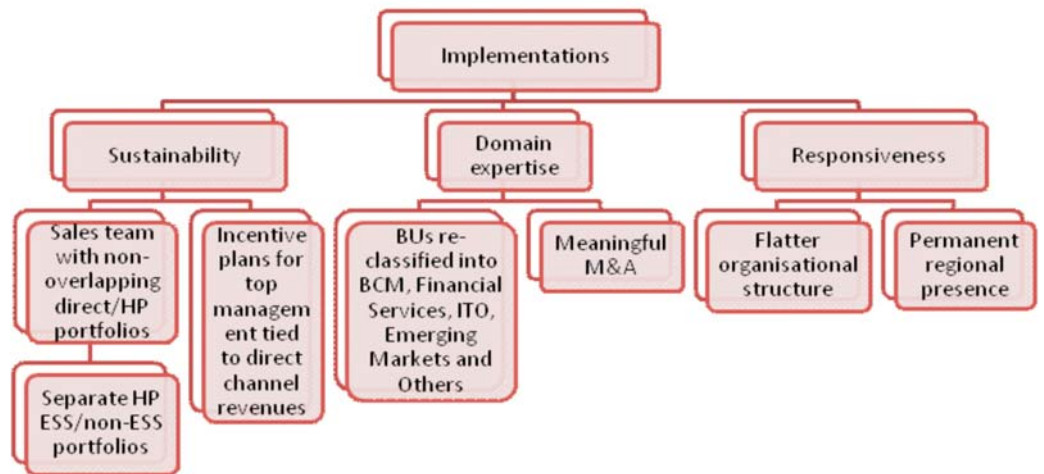 Implementations
Sustainability
Domain
expertise
Responsiveness
Sales team
with non-
overlapping
direct/HP
portfolios
Incentive
plans for
top
managem
ent tied
to direct
channel
revenues
BUs re-
classified into
BCM, Financial
Services, ITO,
Emerging
Markets and
Others
Meaningful
M&A
Flatter
organisational
structure
Permanent
regional
presence
Separate HP
ESS/non-ESS
portfolios